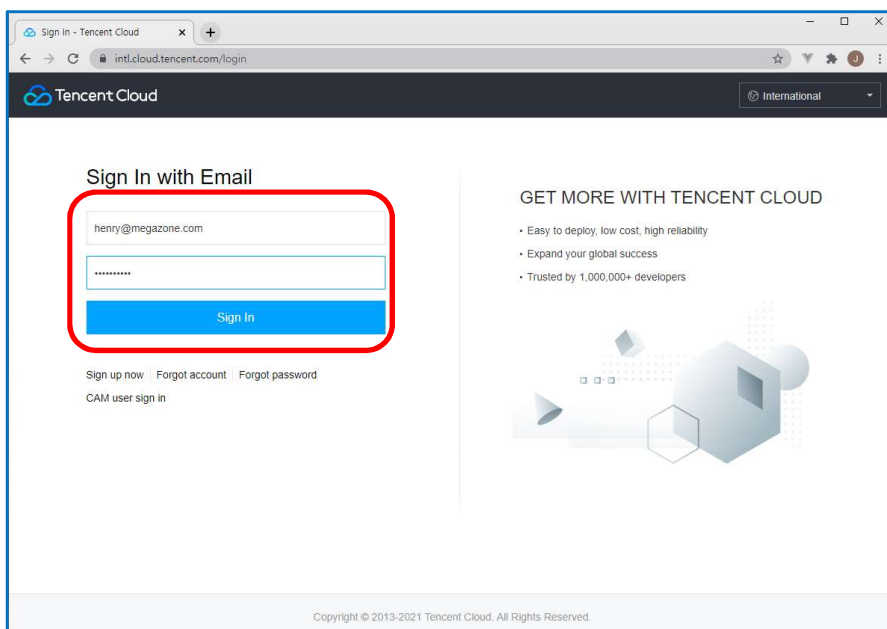 Sign in - Tencent Cloud
intl.cloud.tencent.com/login
J
Tencent Cloud
International
Sign In with Email
henry@megazone.com
••••••••••
Sign In
Sign up now
Forgot account
Forgot password
CAM user sign in
GET MORE WITH TENCENT CLOUD
• Easy to deploy, low cost, high reliability
• Expand your global success
• Trusted by 1,000,000+ developers
Copyright © 2013-2021 Tencent Cloud. All Rights Reserved.